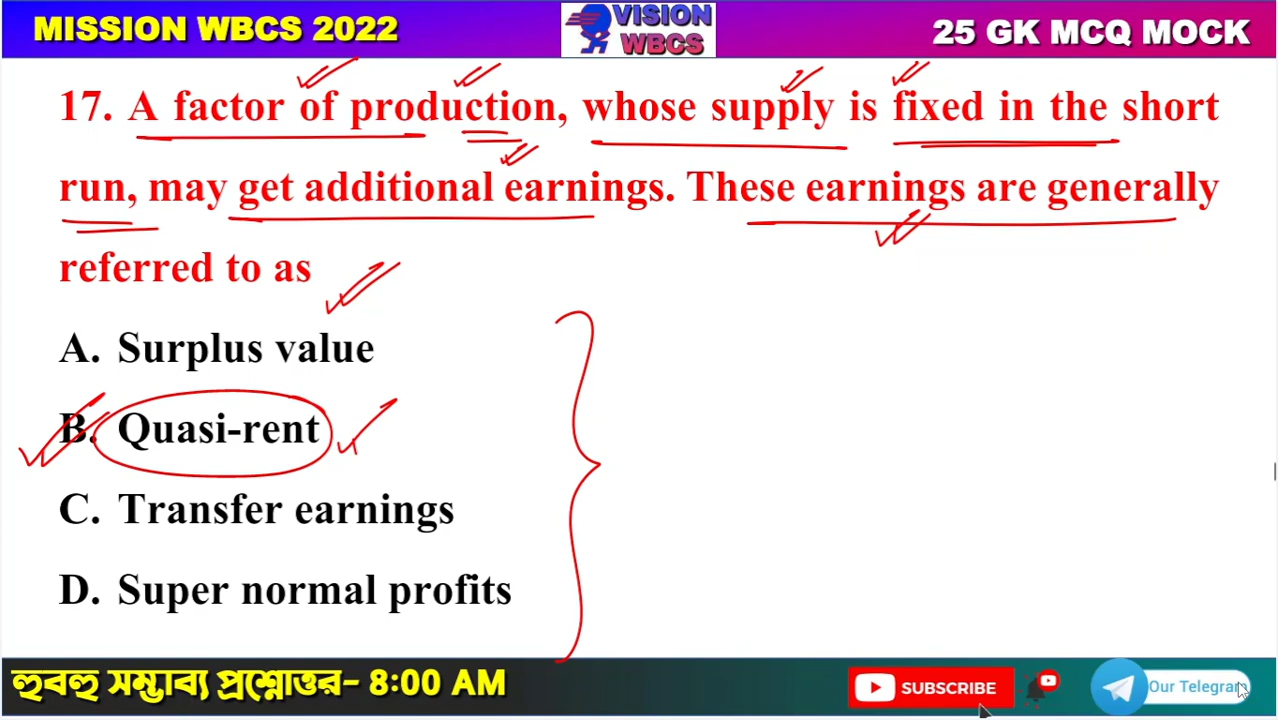 MISSION WBCS 2022
VISION
WBCS
25 GK MCQ MOCK
17. A factor of production, whose supply is fixed in the short
run, may get additional earnings. These earnings are generally
referred to as
A. Surplus value
B. Quasi-rent
C. Transfer earnings
D. Super normal profits
হুবহু সম্ভাব্য প্রশ্নোত্তর- 8:00 AM
SUBSCRIBE
Our Telegram